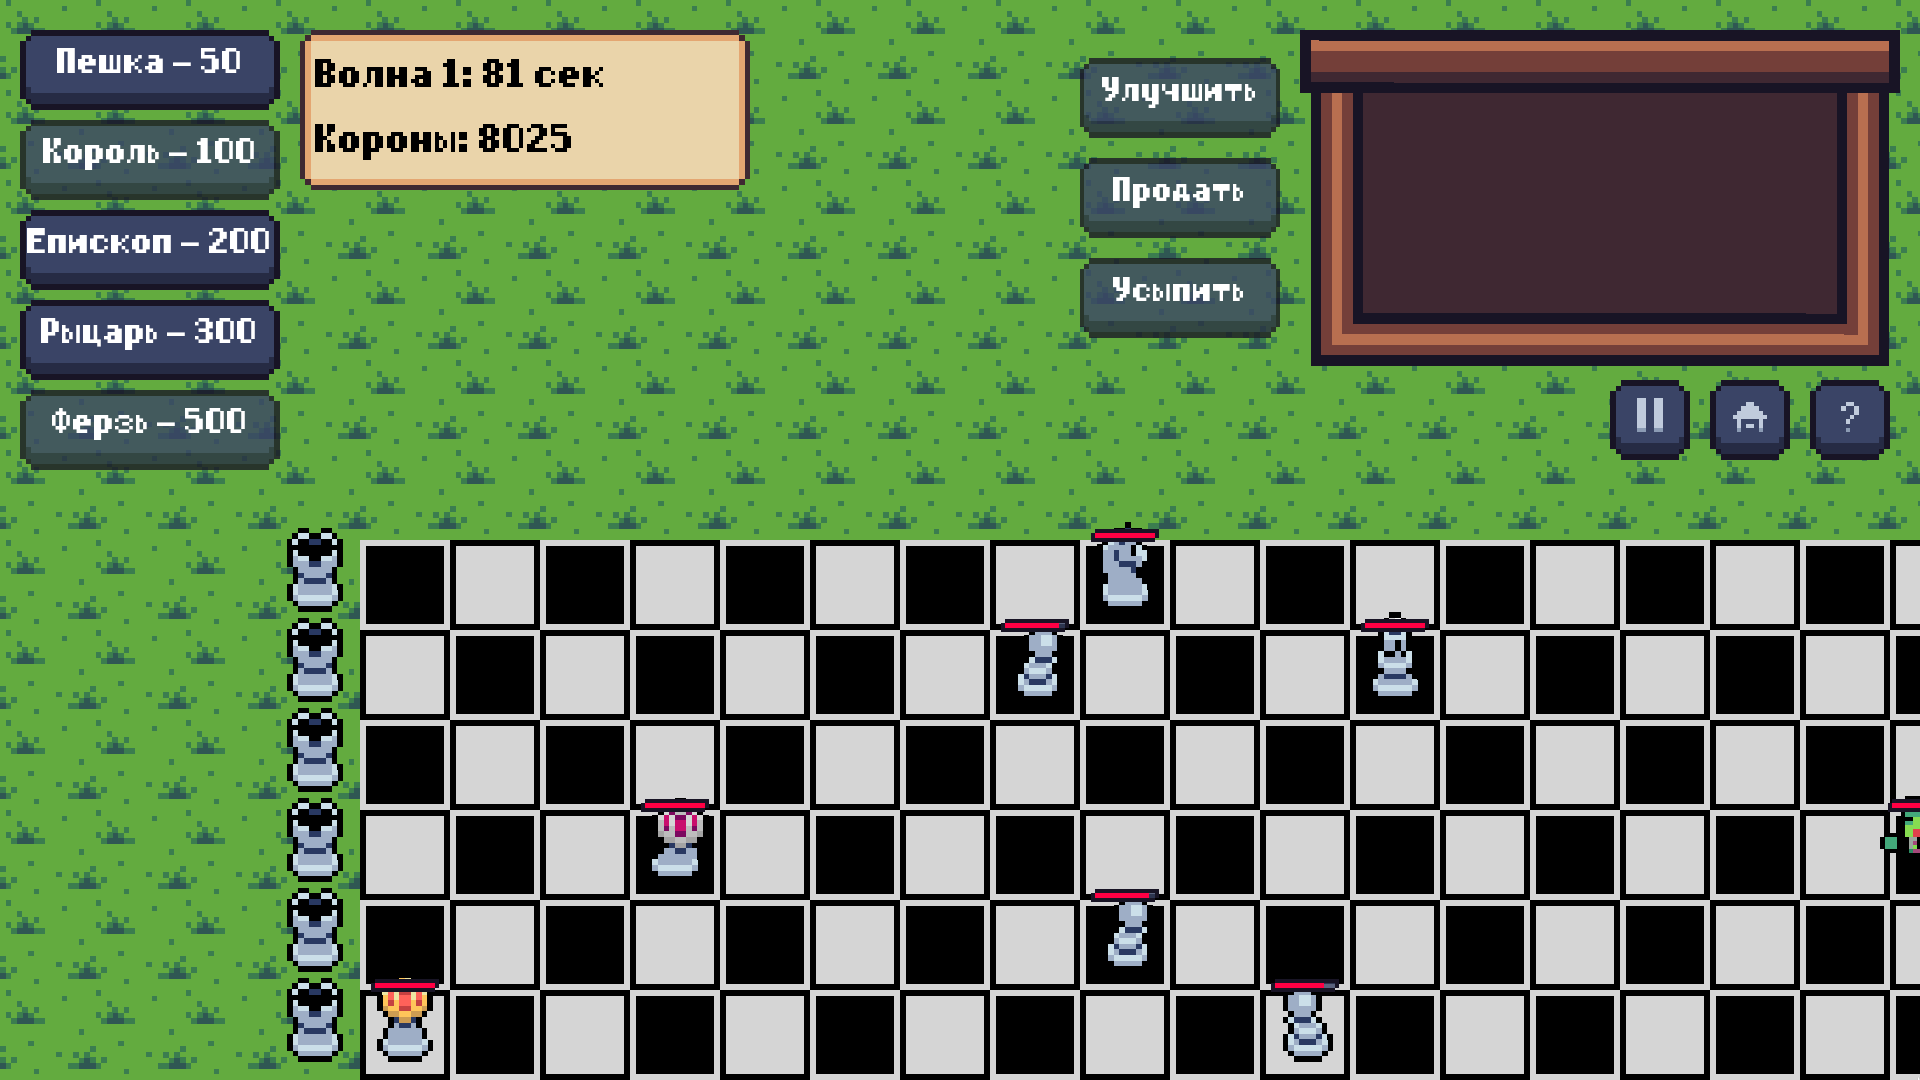 Пешка – 50
Король – 100
Епископ – 200
Рыцарь – 300
Ферзь – 500
Волна 1: 81 сек
Короны: 8025
Улучшить
Продать
Усыпить
?